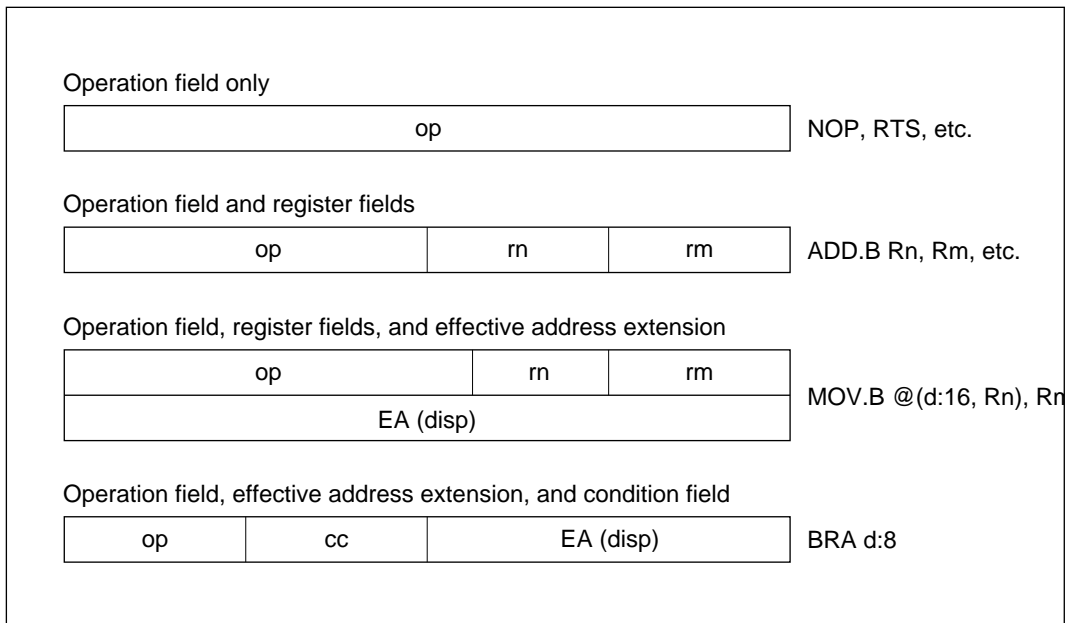 Operation field only
op NOP, RTS, etc.
Operation field and register fields
op rn rm ADD.B Rn, Rm, etc.
Operation field, register fields, and effective address extension
op rn rm
MOV.B @(d:16, Rn), Rn
EA (disp)
Operation field, effective address extension, and condition field
op cc EA (disp) BRA d:8